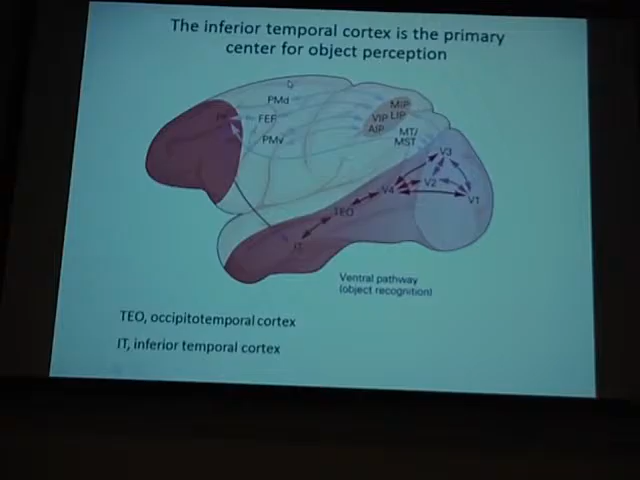 The inferior temporal cortex is the primary
center for object perception
PMd
FEF
PMv
MIP
VIP LIP
AIP
MT/
MST
V3
V2
V4
V1
TEO
IT
Ventral pathway
(object recognition)
TEO, occipitotemporal cortex
IT, inferior temporal cortex